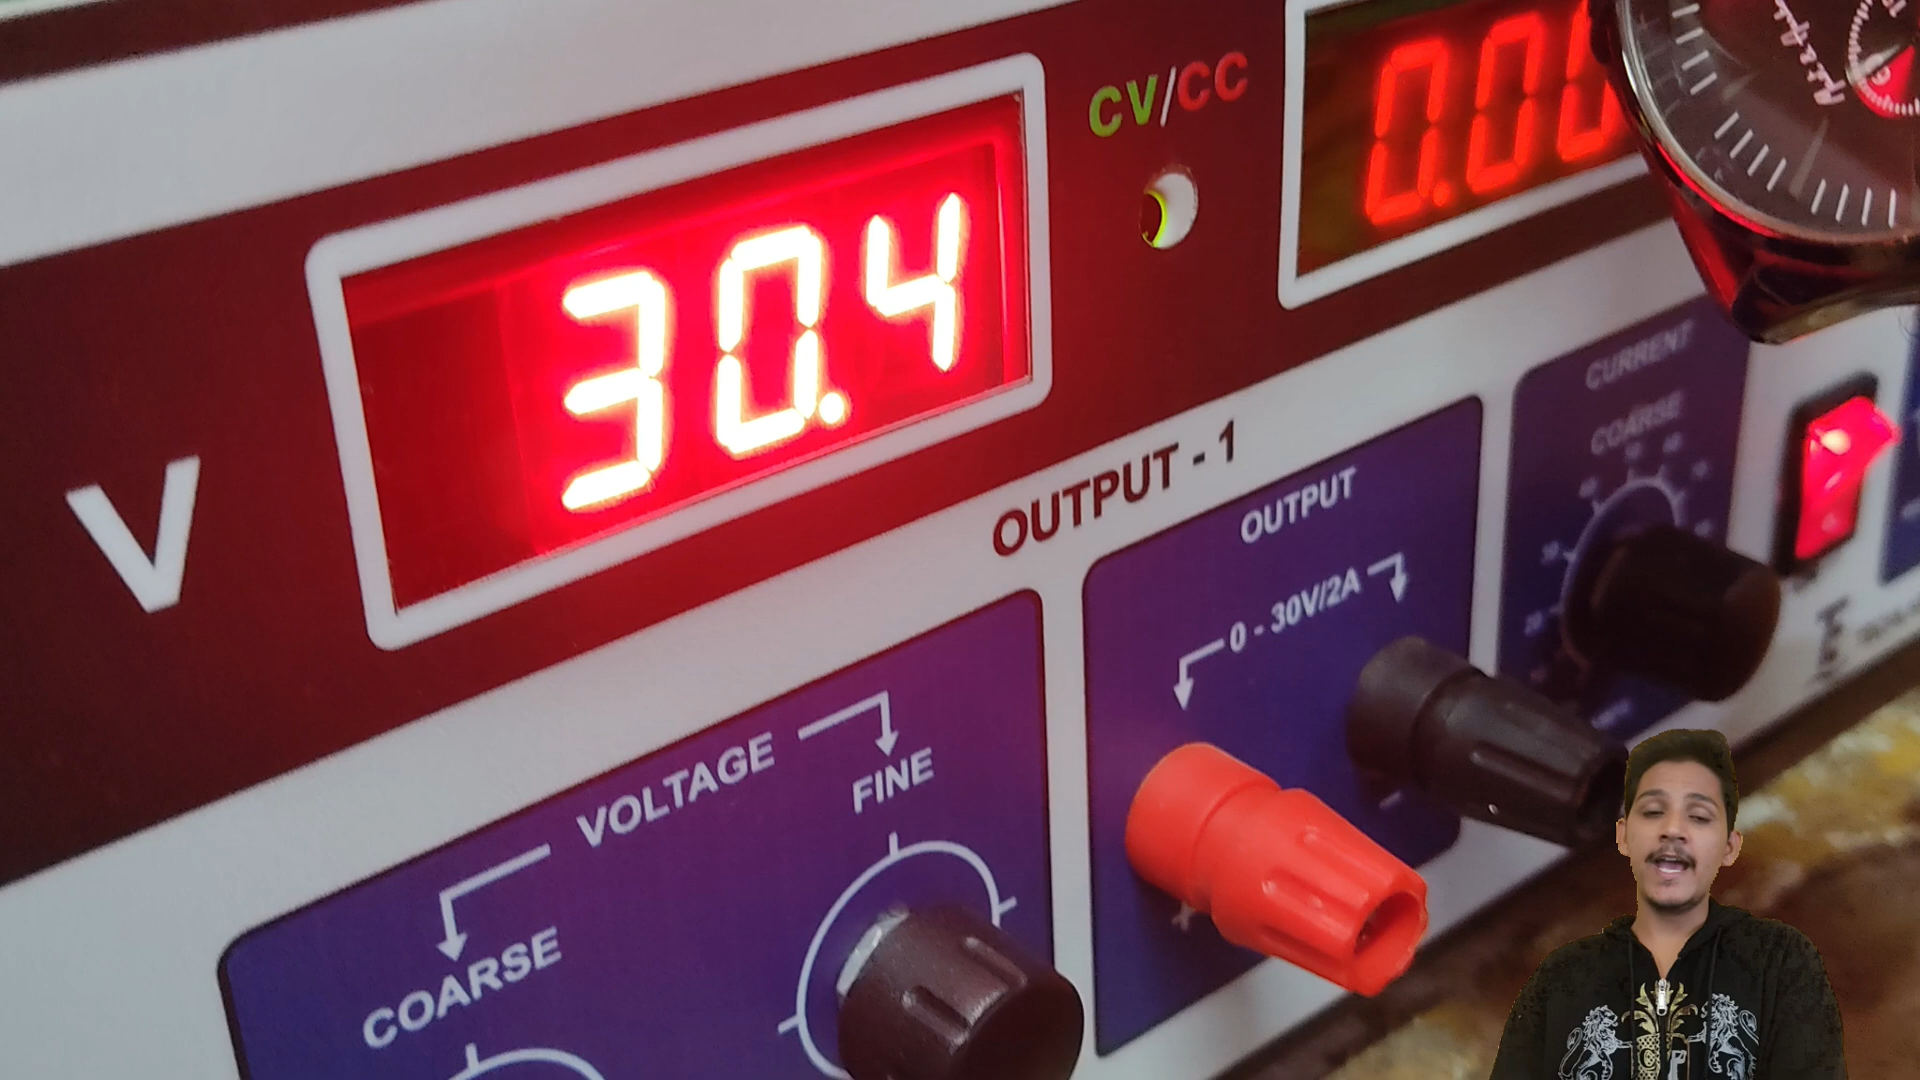 V
30.4
CV/CC
0.00
OUTPUT - 1
VOLTAGE
FINE
COARSE
OUTPUT
0 - 30V/2A
+
-
CURRENT
COARSE